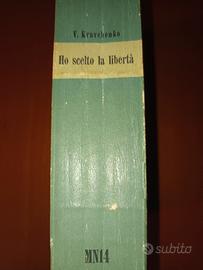 V. Kravchenko
Ho scelto la libertà
MN14
subito